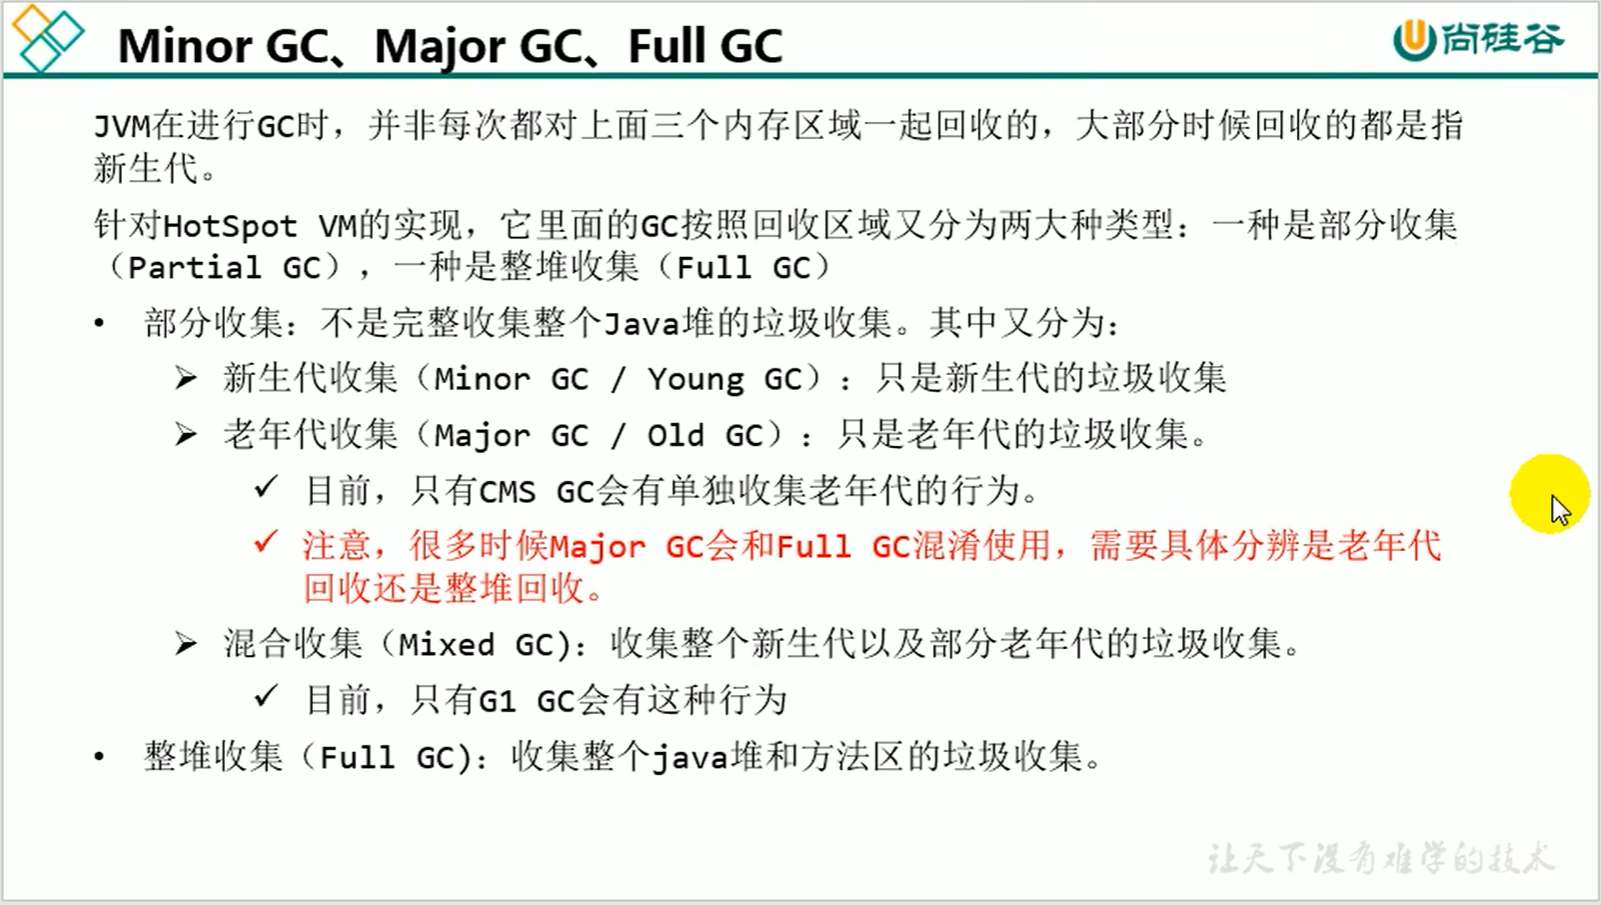 Minor GC、Major GC、Full GC
尚硅谷
JVM在进行GC时，并非每次都对上面三个内存区域一起回收的，大部分时候回收的都是指
新生代。
针对HotSpot VM的实现，它里面的GC按照回收区域又分为两大种类型：一种是部分收集
（Partial GC），一种是整堆收集（Full GC）
• 部分收集：不是完整收集整个Java堆的垃圾收集。其中又分为：
➢ 新生代收集（Minor GC / Young GC）：只是新生代的垃圾收集
➢ 老年代收集（Major GC / Old GC）：只是老年代的垃圾收集。
✓ 目前，只有CMS GC会有单独收集老年代的行为。
✓ 注意，很多时候Major GC会和Full GC混淆使用，需要具体分辨是老年代
回收还是整堆回收。
➢ 混合收集（Mixed GC)：收集整个新生代以及部分老年代的垃圾收集。
✓ 目前，只有G1 GC会有这种行为
• 整堆收集（Full GC)：收集整个java堆和方法区的垃圾收集。
让天下没有难学的技术